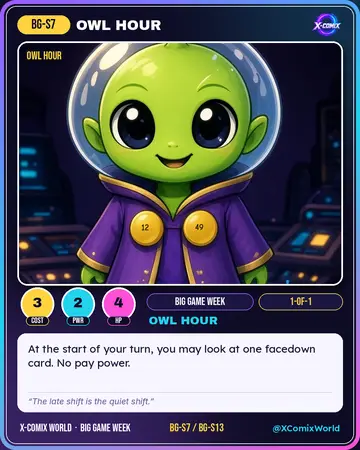 BG-S7 OWL HOUR X-COMIX
OWL HOUR
12 49
3 2 4 BIG GAME WEEK 1-OF-1
COST PWR HP OWL HOUR
At the start of your turn, you may look at one facedown
card. No pay power.
“The late shift is the quiet shift.”
X-COMIX WORLD · BIG GAME WEEK BG-S7 / BG-S13 @XComixWorld